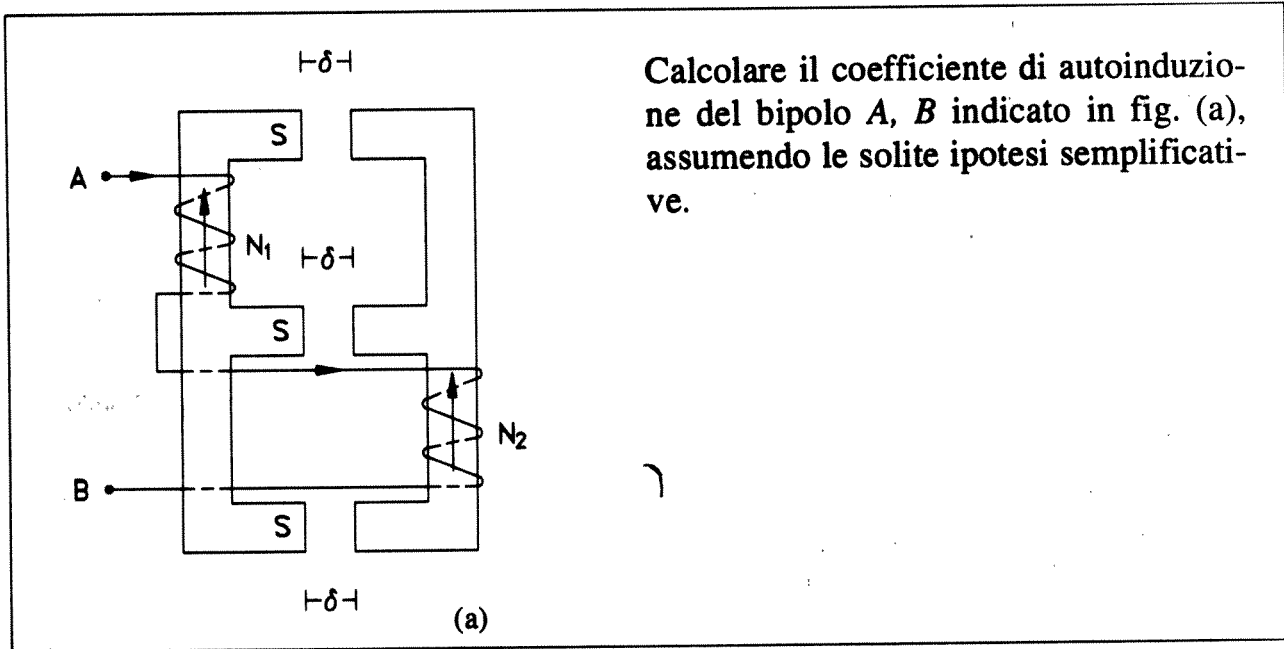 ⊢δ⊣
Calcolare il coefficiente di autoinduzio-
ne del bipolo A, B indicato in fig. (a),
assumendo le solite ipotesi semplificati-
ve.
S
A
N₁
⊢δ⊣
S
N₂
B
S
⊢δ⊣
(a)